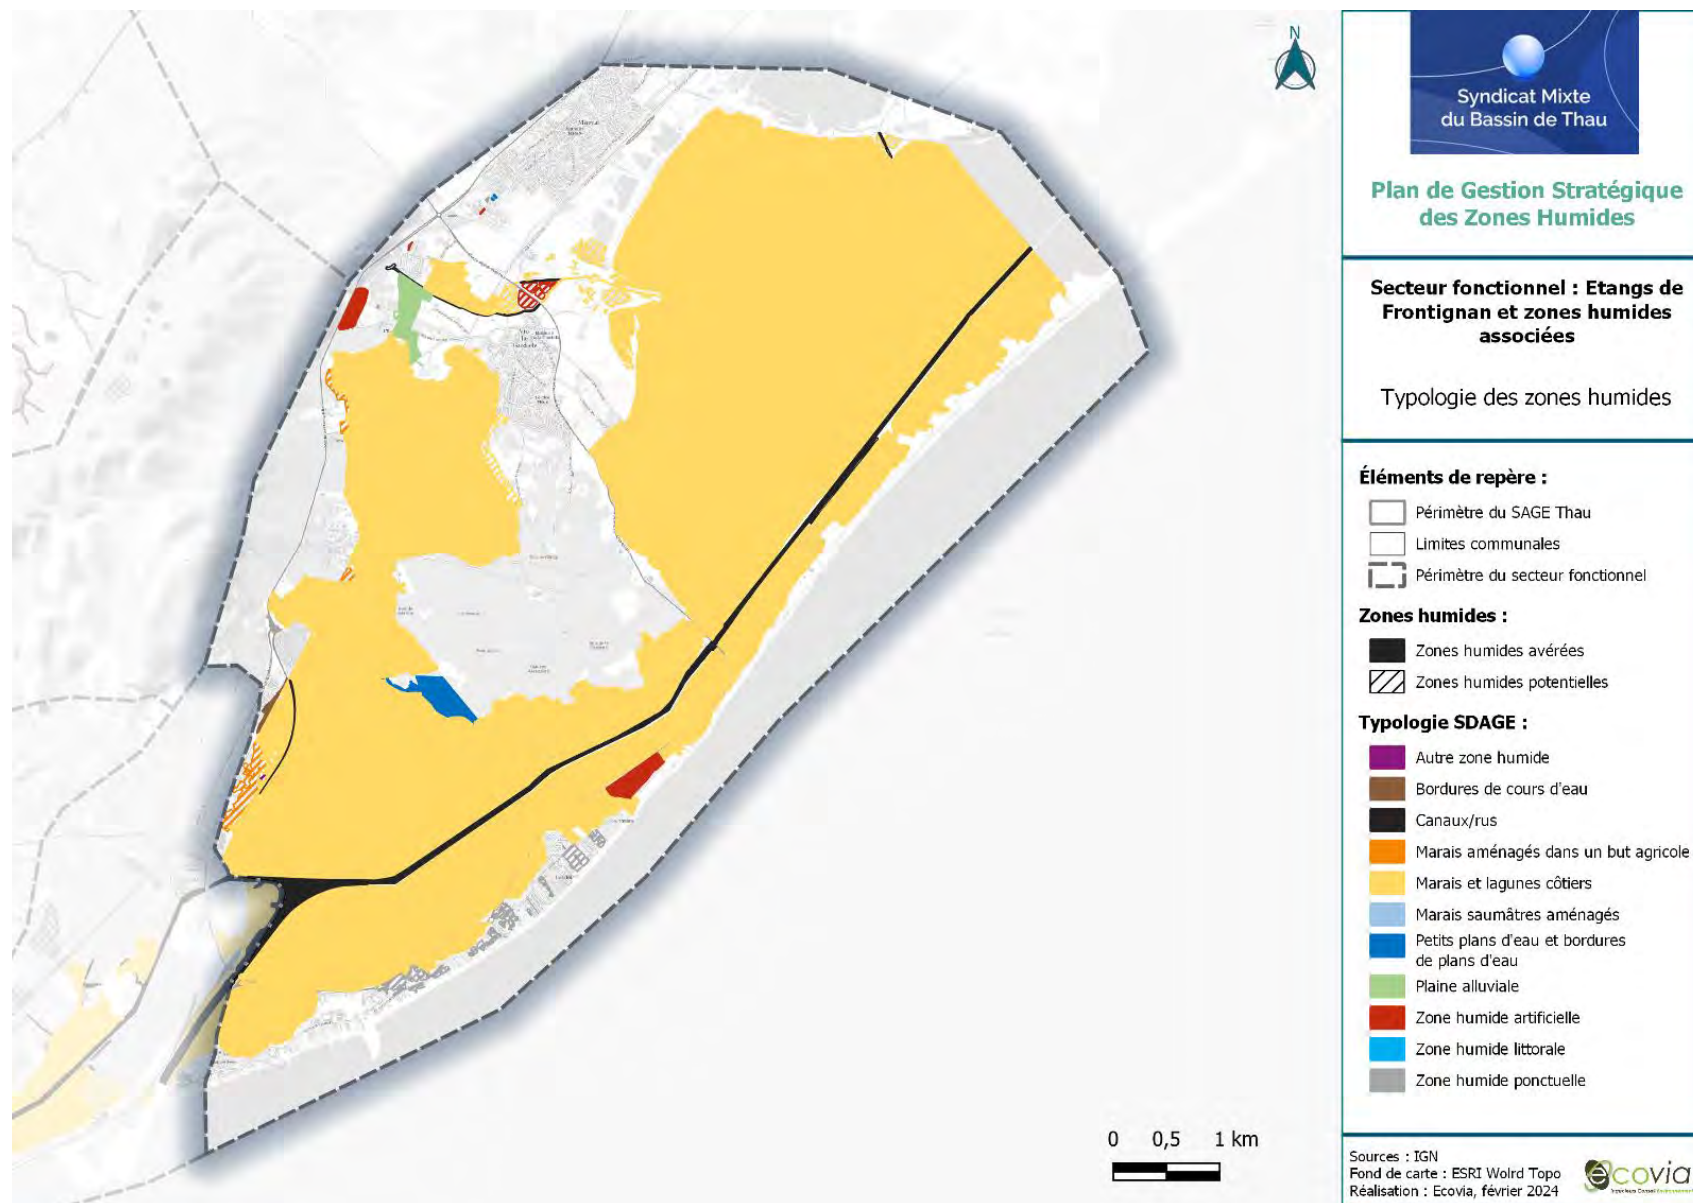 N
Syndicat Mixte
du Bassin de Thau
Plan de Gestion Stratégique
des Zones Humides
Secteur fonctionnel : Etangs de
Frontignan et zones humides
associées
Typologie des zones humides
Éléments de repère :
Périmètre du SAGE Thau
Limites communales
Périmètre du secteur fonctionnel
Zones humides :
Zones humides avérées
Zones humides potentielles
Typologie SDAGE :
Autre zone humide
Bordures de cours d'eau
Canaux/rus
Marais aménagés dans un but agricole
Marais et lagunes côtiers
Marais saumâtres aménagés
Petits plans d'eau et bordures
de plans d'eau
Plaine alluviale
Zone humide artificielle
Zone humide littorale
Zone humide ponctuelle
0 0,5 1 km
Sources : IGN
Fond de carte : ESRI Wolrd Topo
Réalisation : Ecovia, février 2024
écovia